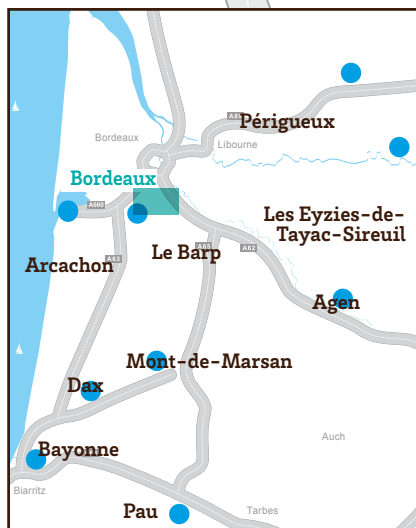 A89
Périgueux
Bordeaux
Libourne
Bordeaux
A660
Les Eyzies-de-
Tayac-Sireuil
Le Barp
A65
A62
Arcachon
A63
Agen
Mont-de-Marsan
Dax
Auch
Bayonne
Biarritz
Pau
Tarbes